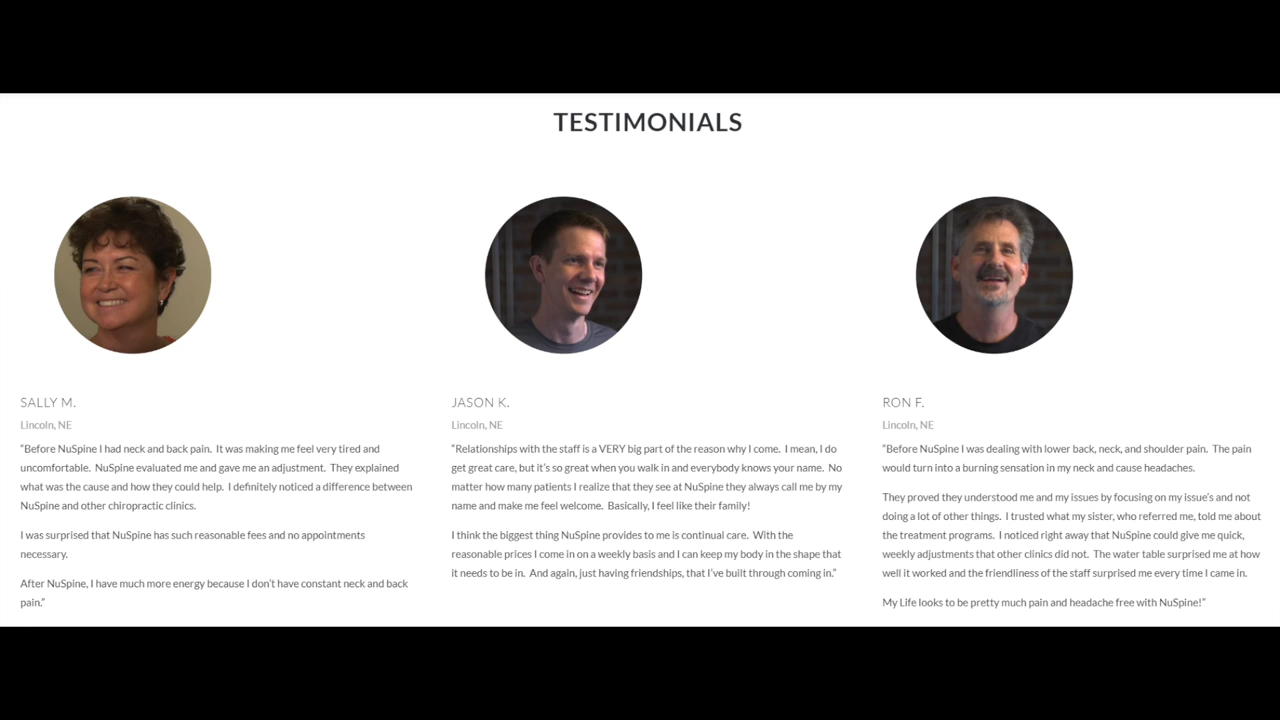 TESTIMONIALS
SALLY M.
Lincoln, NE
“Before NuSpine I had neck and back pain.  It was making me feel very tired and
uncomfortable.  NuSpine evaluated me and gave me an adjustment.  They explained
what was the cause and how they could help.  I definitely noticed a difference between
NuSpine and other chiropractic clinics.
I was surprised that NuSpine has such reasonable fees and no appointments
necessary.
After NuSpine, I have much more energy because I don’t have constant neck and back
pain.”
JASON K.
Lincoln, NE
“Relationships with the staff is a VERY big part of the reason why I come.  I mean, I do
get great care, but it’s so great when you walk in and everybody knows your name.  No
matter how many patients I realize that they see at NuSpine they always call me by my
name and make me feel welcome.  Basically, I feel like their family!
I think the biggest thing NuSpine provides to me is continual care.  With the
reasonable prices I come in on a weekly basis and I can keep my body in the shape that
it needs to be in.  And again, just having friendships, that I’ve built through coming in.”
RON F.
Lincoln, NE
“Before NuSpine I was dealing with lower back, neck, and shoulder pain.  The pain
would turn into a burning sensation in my neck and cause headaches.
They proved they understood me and my issues by focusing on my issue’s and not
doing a lot of other things.  I trusted what my sister, who referred me, told me about
the treatment programs.  I noticed right away that NuSpine could give me quick,
weekly adjustments that other clinics did not.  The water table surprised me at how
well it worked and the friendliness of the staff surprised me every time I came in.
My Life looks to be pretty much pain and headache free with NuSpine!”